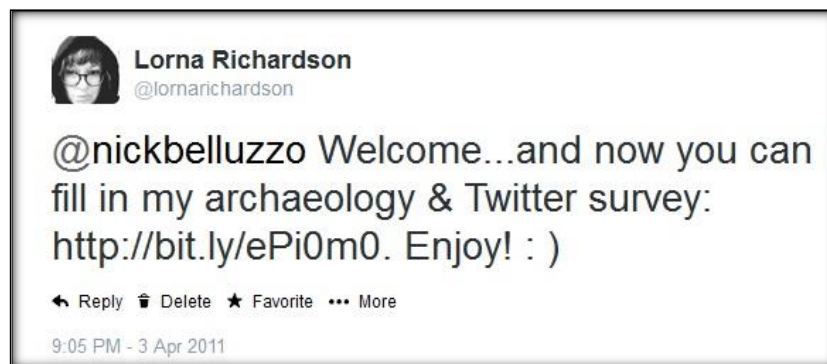 Lorna Richardson
@lornarichardson
@nickbelluzzo Welcome...and now you can
fill in my archaeology & Twitter survey:
http://bit.ly/ePi0m0. Enjoy! : )
Reply Delete Favorite More
9:05 PM - 3 Apr 2011